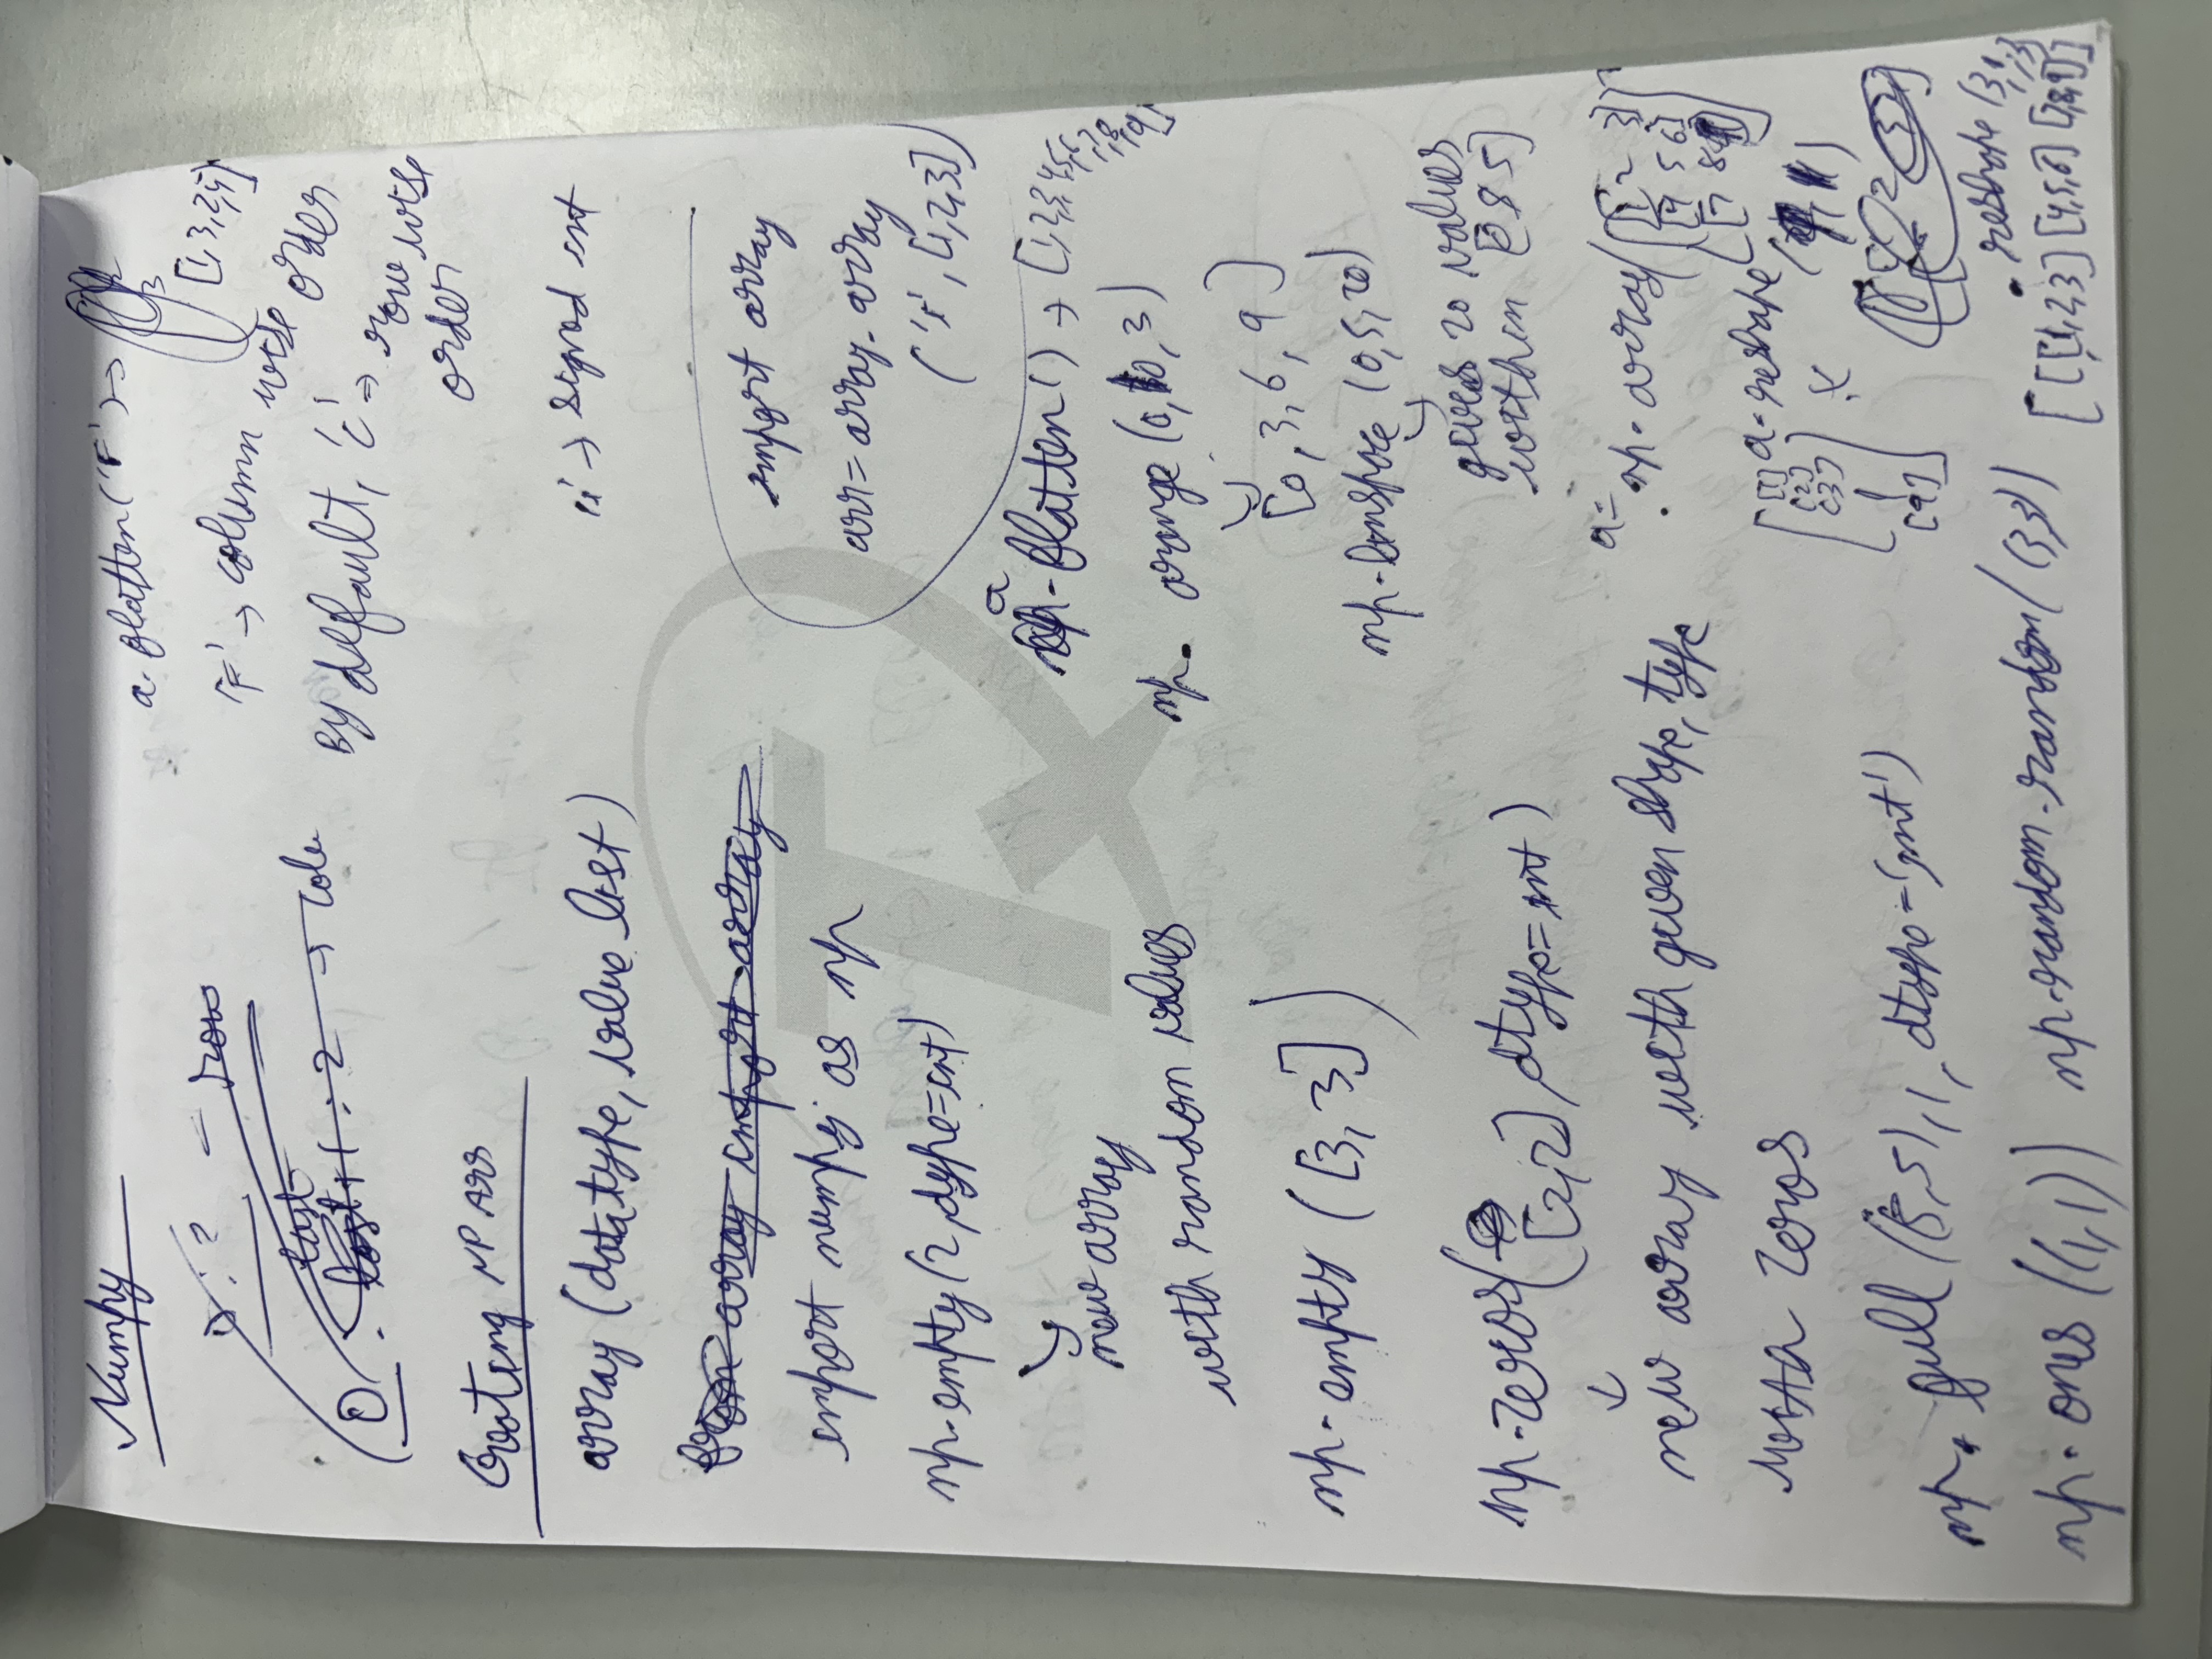 Numpy
: 2 - row
last
0 : last+1 : 2 → colu
Creating NP Arr
array (datatype, value list)
from array import array
import numpy as np
np.empty(2, dype=int)
new array
with random values
np.empty ([3, 3])
np.zeros(
[2,2], dtype=int)
↓
new array with given shape, type
with zeros
np. full ((5,5),1, dtype='int')
np. ones ((1,1)) np.random.random((3,3))
a. flatten('F') →
[1,3,2,4]
'F' → column wise order
By default, 'C' → row wise
order
'i' → signed int
import array
arr = array. array
('i', [1,2,3])
a
. flatten() → [1,2,3,4,5,6,7,8,9]
np. arange (0,10,3)
[0, 3, 6, 9]
np.linspace (0,5,20)
gives 20 values
within [0 & 5]
a=
np. array([[1 2 3]
[4 5 6]
[7 8 9]]
a.reshape
[[1]
[2]
[3]
|
[9]]
. reshape (3,1,3)
[[[1,2,3] [4,5,6] [7,8,9]]